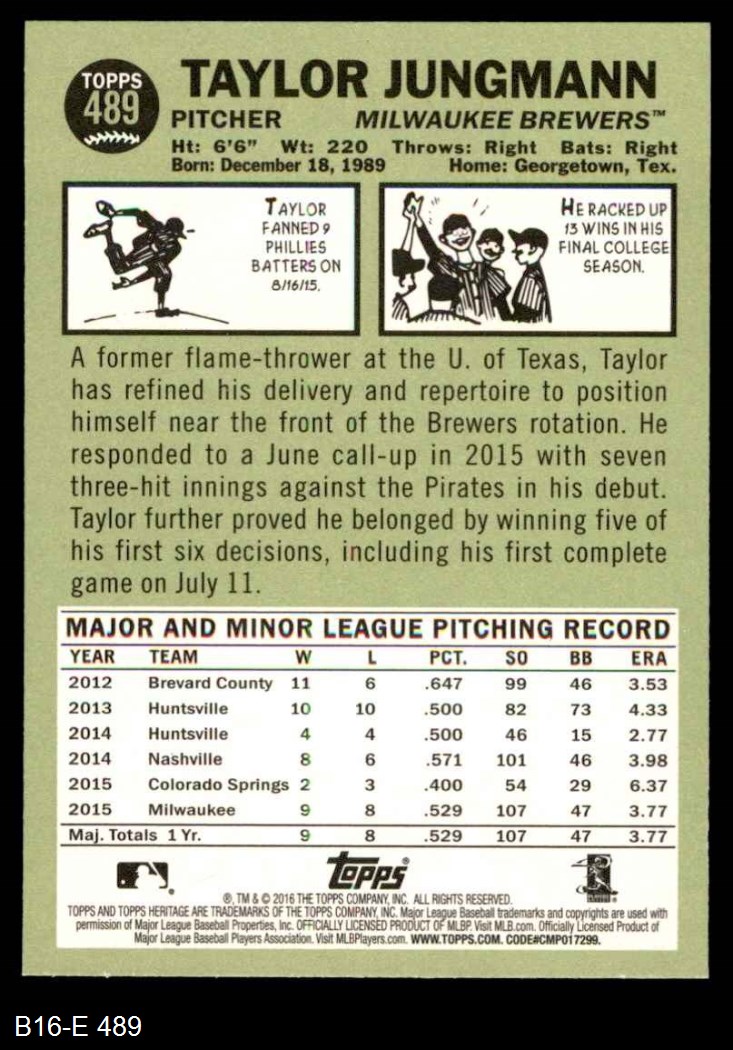 TOPPS
489
TAYLOR JUNGMANN
PITCHER MILWAUKEE BREWERS™
Ht: 6'6" Wt: 220 Throws: Right Bats: Right
Born: December 18, 1989 Home: Georgetown, Tex.
TAYLOR
FANNED 9
PHILLIES
BATTERS ON
8/16/15.
HE RACKED UP
13 WINS IN HIS
FINAL COLLEGE
SEASON.
A former flame-thrower at the U. of Texas, Taylor
has refined his delivery and repertoire to position
himself near the front of the Brewers rotation. He
responded to a June call-up in 2015 with seven
three-hit innings against the Pirates in his debut.
Taylor further proved he belonged by winning five of
his first six decisions, including his first complete
game on July 11.
MAJOR AND MINOR LEAGUE PITCHING RECORD
YEAR TEAM W L PCT. SO BB ERA
2012 Brevard County 11 6 .647 99 46 3.53
2013 Huntsville 10 10 .500 82 73 4.33
2014 Huntsville 4 4 .500 46 15 2.77
2014 Nashville 8 6 .571 101 46 3.98
2015 Colorado Springs 2 3 .400 54 29 6.37
2015 Milwaukee 9 8 .529 107 47 3.77
Maj. Totals 1 Yr. 9 8 .529 107 47 3.77
topps®
®, TM & © 2016 THE TOPPS COMPANY, INC. ALL RIGHTS RESERVED.
TOPPS AND TOPPS HERITAGE ARE TRADEMARKS OF THE TOPPS COMPANY, INC. Major League Baseball trademarks and copyrights are used with
permission of Major League Baseball Properties, Inc. OFFICIALLY LICENSED PRODUCT OF MLBP. Visit MLB.com. Officially Licensed Product of
Major League Baseball Players Association. Visit MLBPlayers.com. WWW.TOPPS.COM. CODE#CMP017299.
B16-E 489